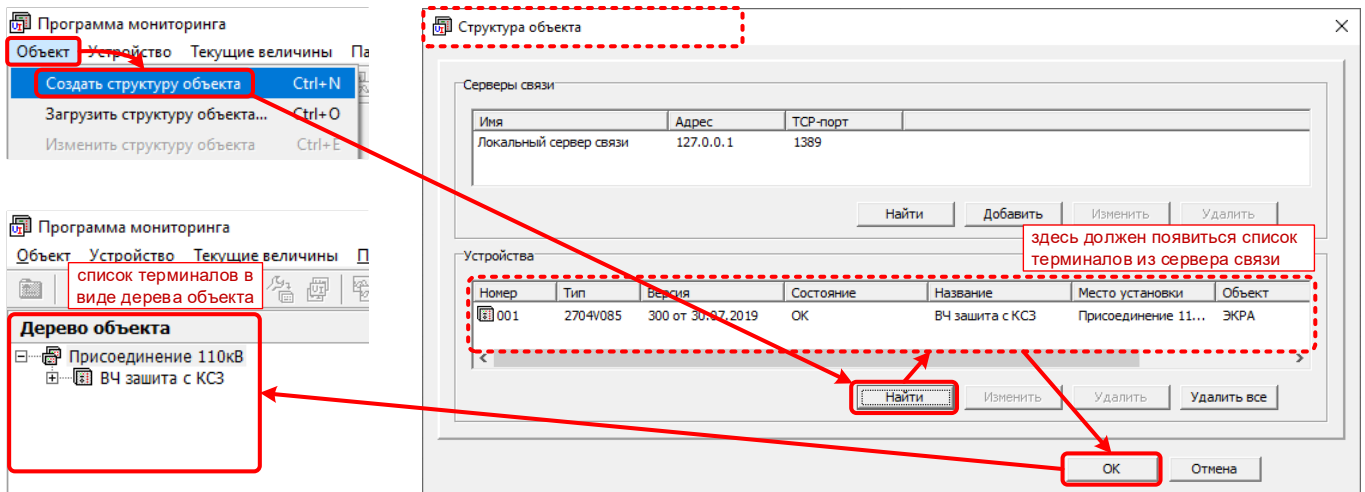 Программа мониторинга
Объект Устройство Текущие величины Па
Создать структуру объекта Ctrl+N
Загрузить структуру объекта... Ctrl+O
Изменить структуру объекта Ctrl+E
Программа мониторинга
Объект Устройство Текущие величины П
список терминалов в
виде дерева объекта
Дерево объекта
Присоединение 110кВ
ВЧ зашита с КСЗ
Структура объекта
Серверы связи
Имя Адрес TCP-порт
Локальный сервер связи 127.0.0.1 1389
Найти Добавить Изменить Удалить
здесь должен появиться список
терминалов из сервера связи
Устройства
Номер Тип Версия Состояние Название Место установки Объект
001 2704V085 300 от 30.07.2019 ОК ВЧ зашита с КСЗ Присоединение 11... ЭКРА
Найти Изменить Удалить Удалить все
ОК Отмена